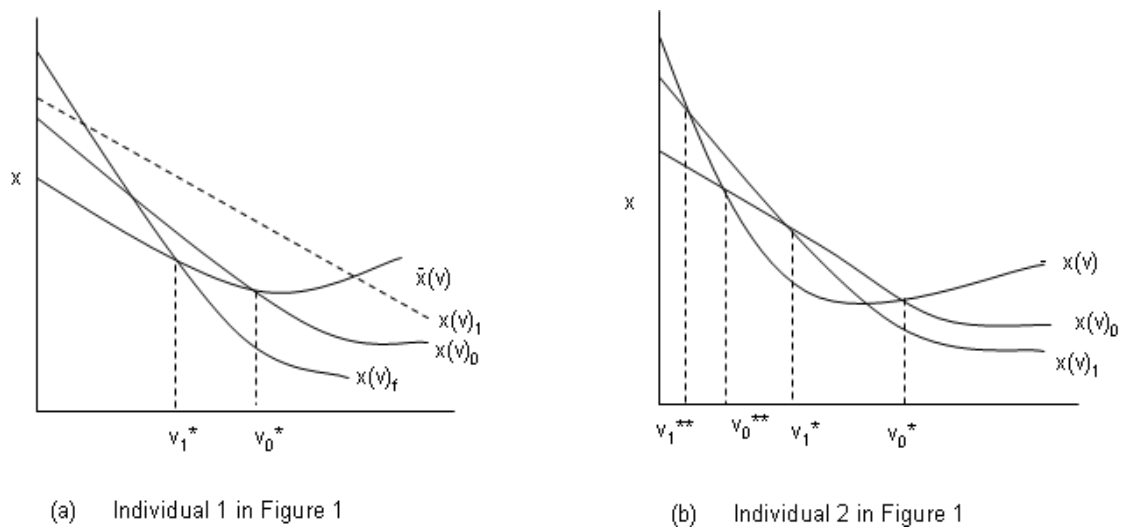 x
x̄(v)
x(v)₁
x(v)₀
x(v)f
v₁*
v₀*
(a) Individual 1 in Figure 1
x
x(v)
x(v)₀
x(v)₁
v₁**
v₀**
v₁*
v₀*
(b) Individual 2 in Figure 1